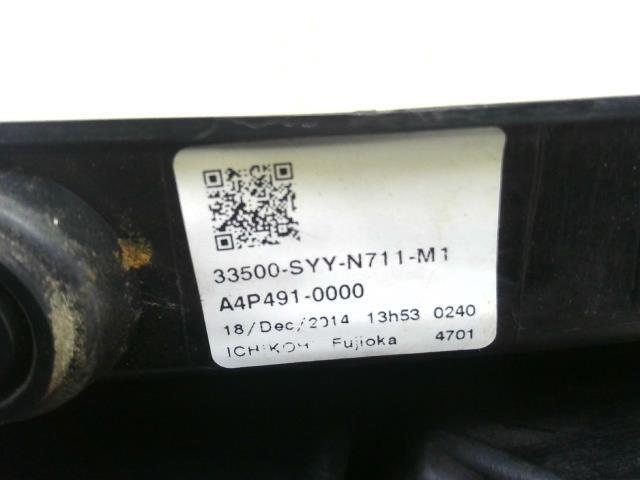 33500-SYY-N711-M1
A4P491-0000
18/Dec/2014 13h53 0240
ICHIKOH Fujioka 4701